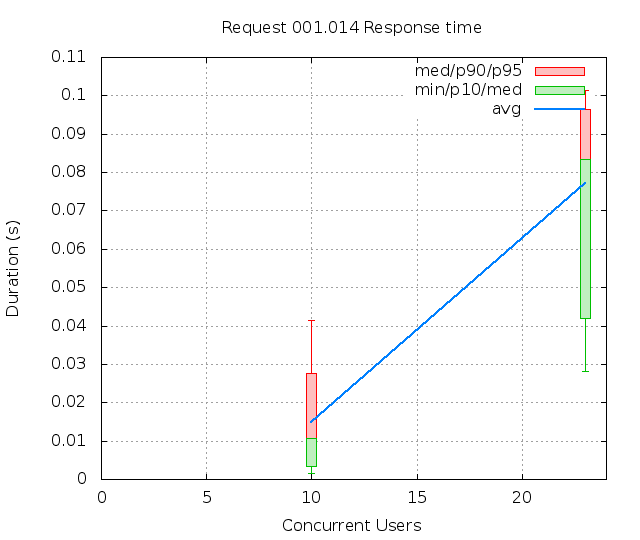 Request 001.014 Response time
0.11
0.1
0.09
0.08
0.07
0.06
0.05
0.04
0.03
0.02
0.01
0
Duration (s)
med/p90/p95
min/p10/med
avg
0 5 10 15 20
Concurrent Users